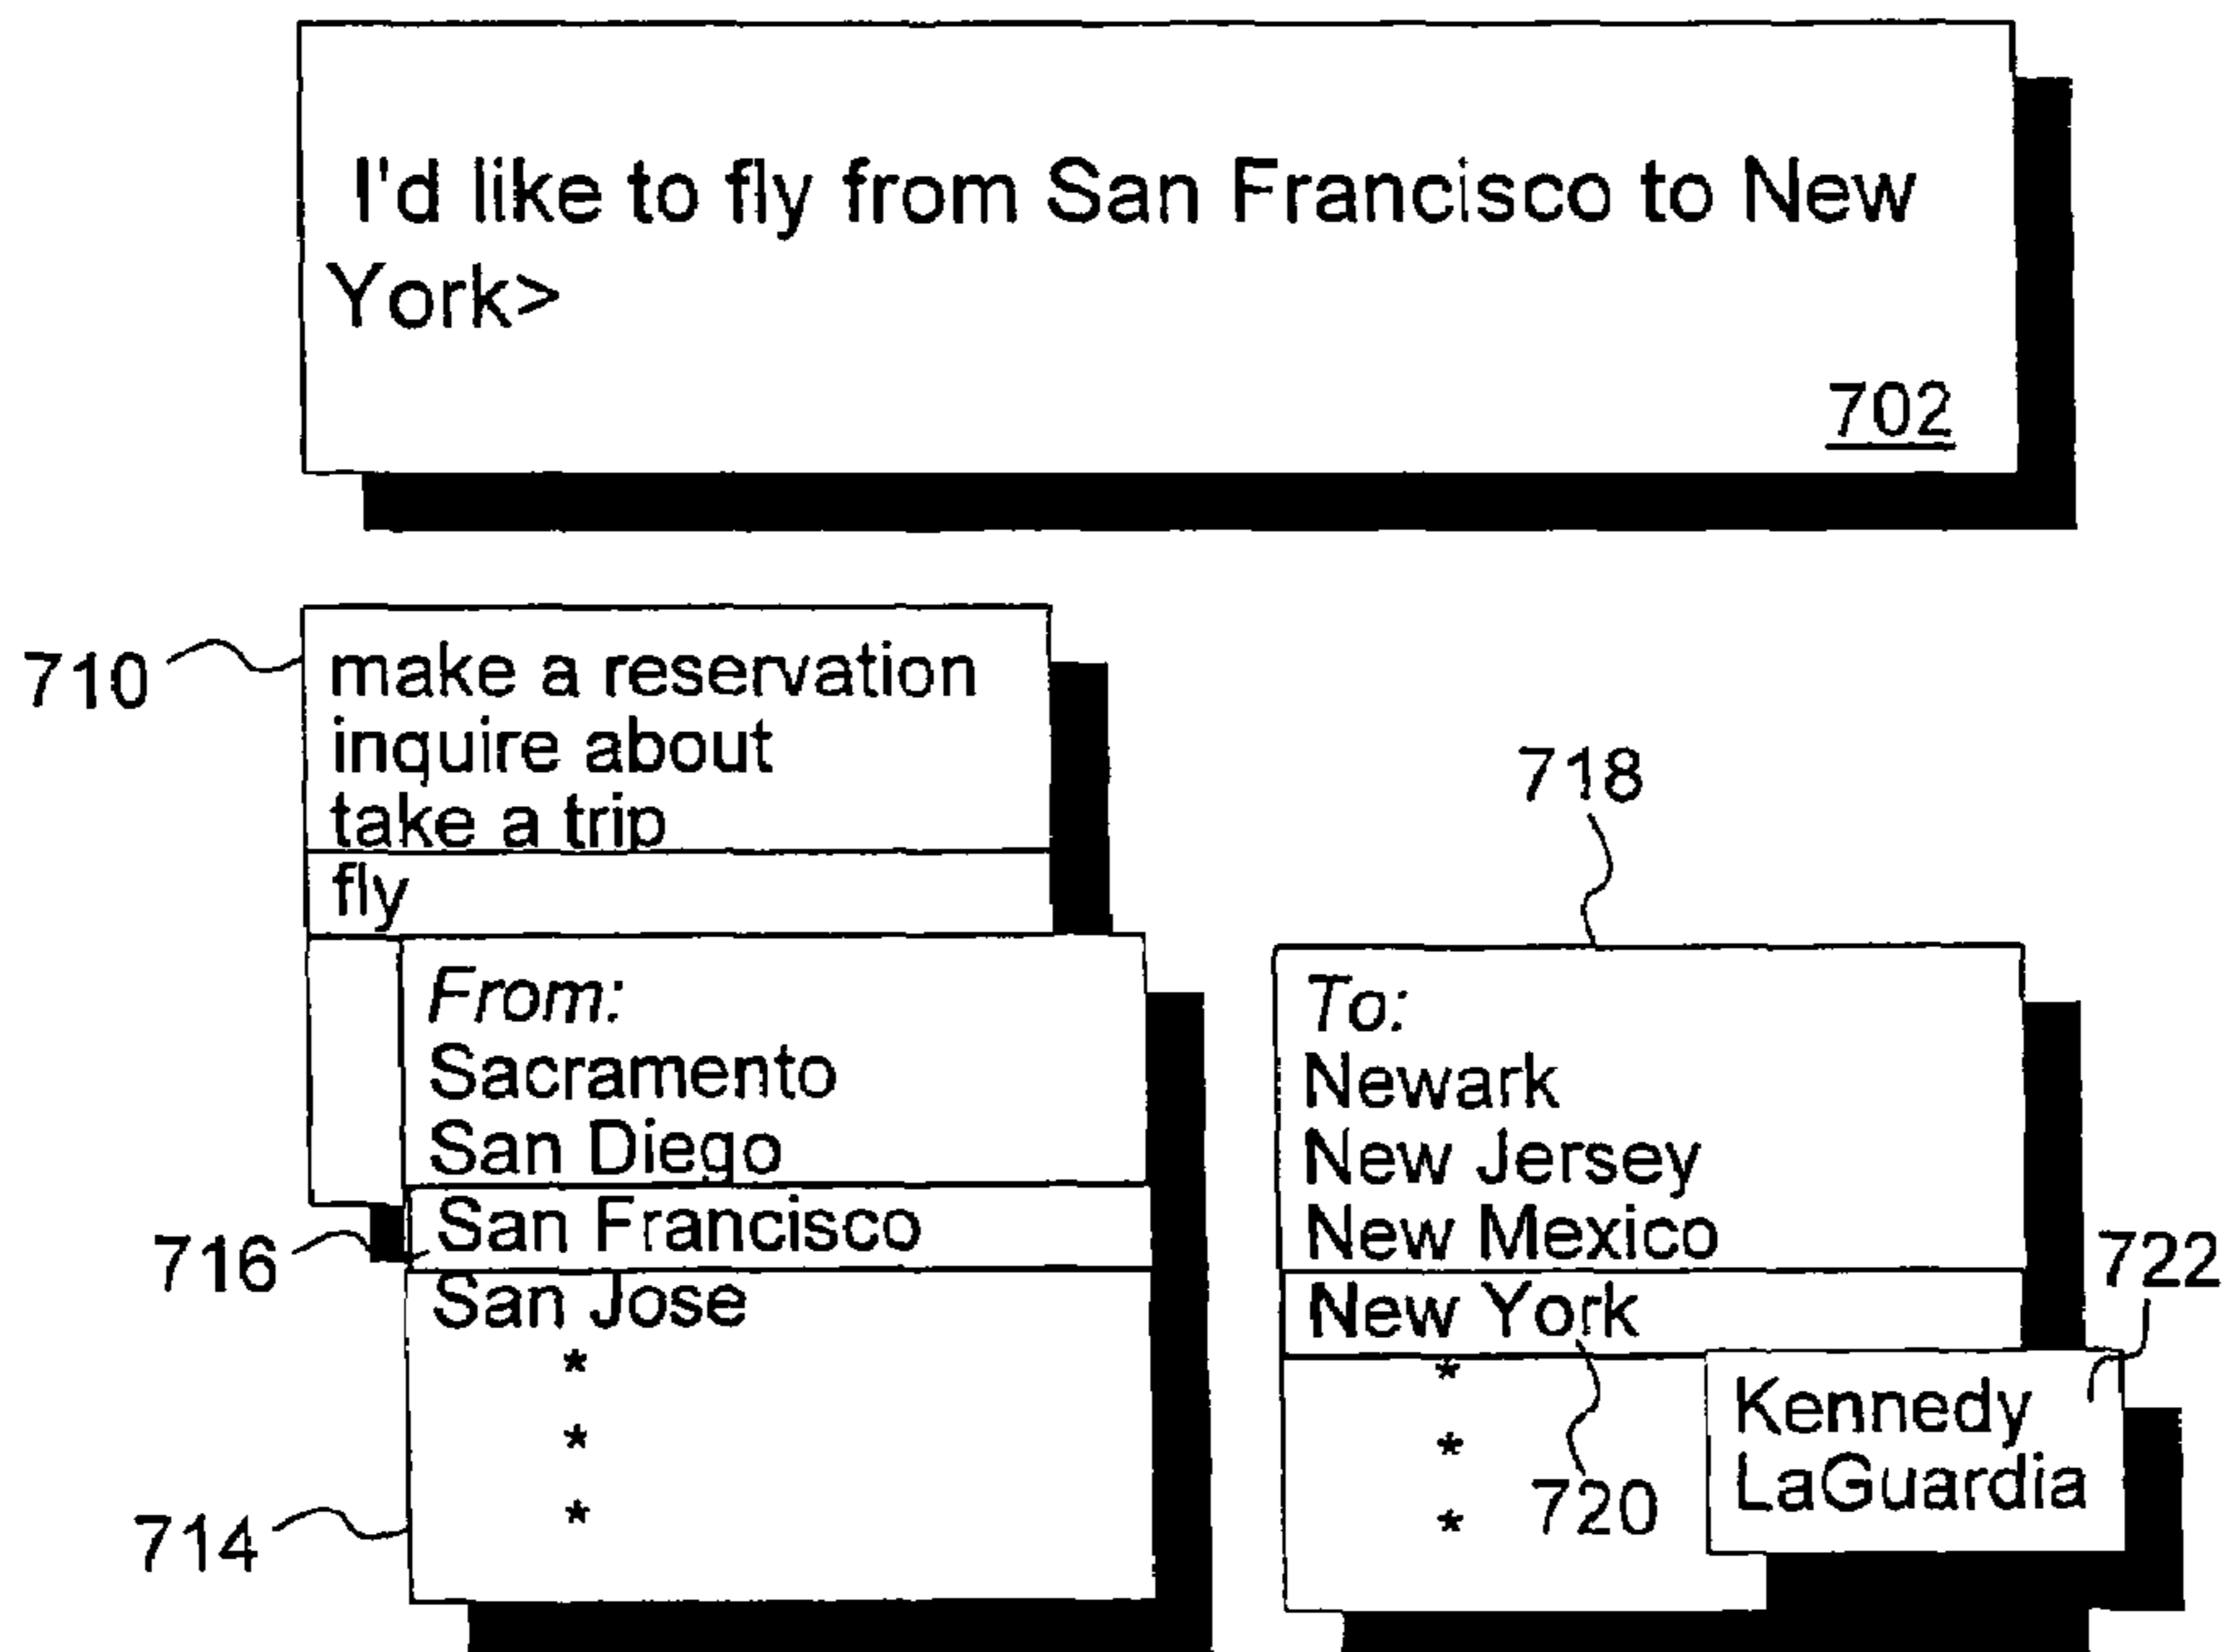 I'd like to fly from San Francisco to New
York>
702
710
make a reservation
inquire about
take a trip
fly
From:
Sacramento
San Diego
716
San Francisco
San Jose
*
*
*
714
718
To:
Newark
New Jersey
New Mexico
New York
*
*
*
720
722
Kennedy
LaGuardia